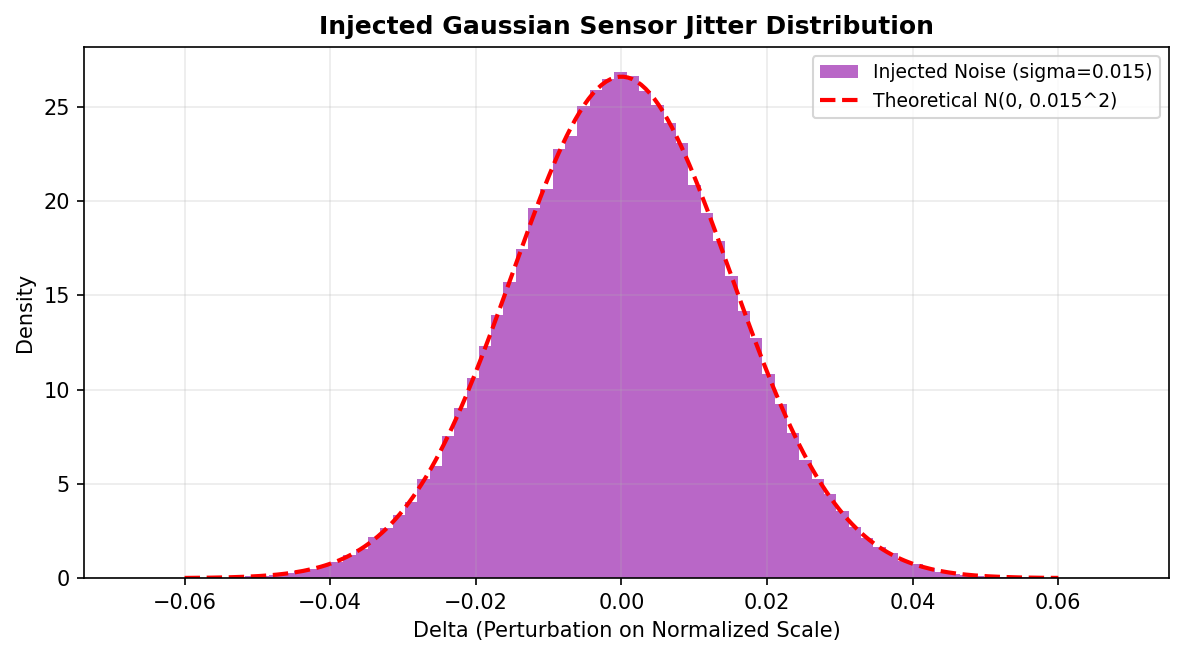 Injected Gaussian Sensor Jitter Distribution
Injected Noise (sigma=0.015)
Theoretical N(0, 0.015^2)
Density
25
20
15
10
5
0
−0.06 −0.04 −0.02 0.00 0.02 0.04 0.06
Delta (Perturbation on Normalized Scale)